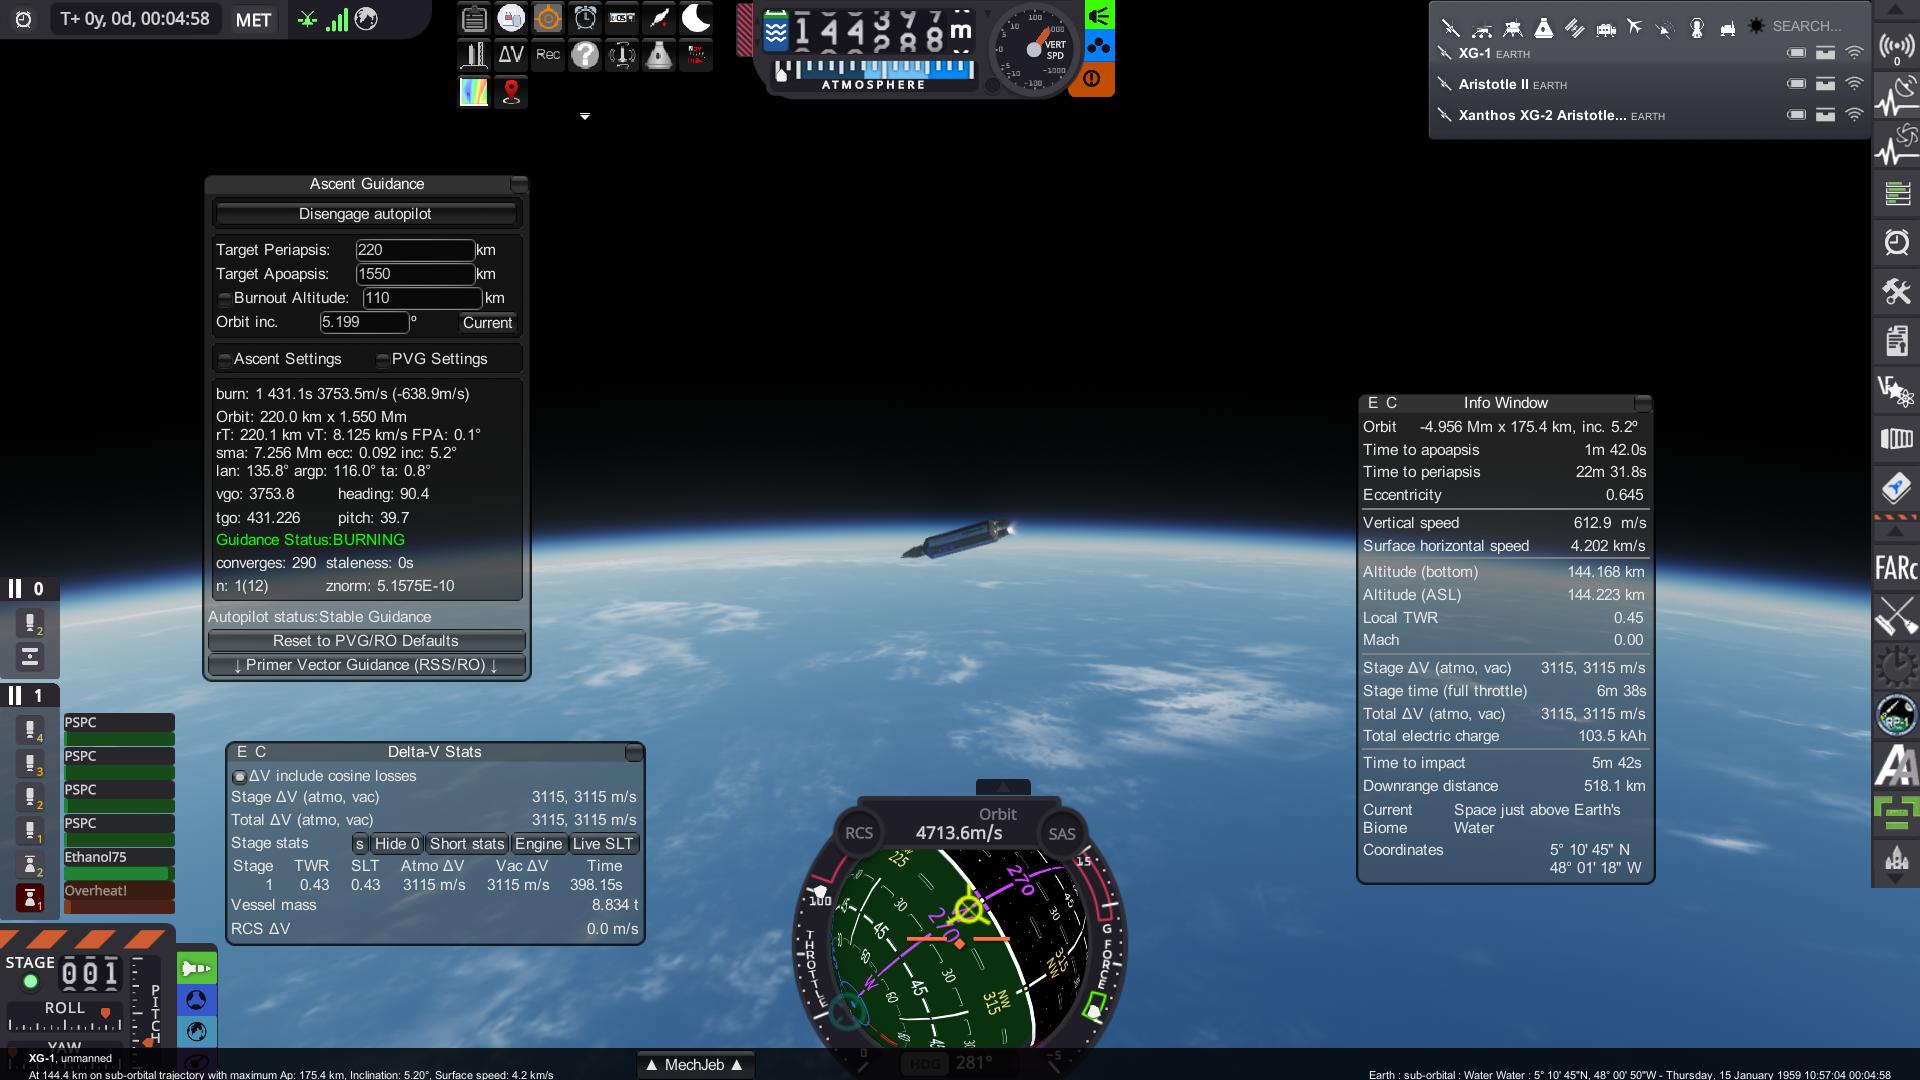 T+ 0y, 0d, 00:04:58 MET
ΔV Rec
m
VERT SPD
ATMOSPHERE
SEARCH...
XG-1 EARTH
Aristotle II EARTH
Xanthos XG-2 Aristotle... EARTH
0
FARc
Ascent Guidance
Disengage autopilot
Target Periapsis: 220 km
Target Apoapsis: 1550 km
Burnout Altitude: 110 km
Orbit inc. 5.199 º Current
Ascent Settings PVG Settings
burn: 1 431.1s 3753.5m/s (-638.9m/s)
Orbit: 220.0 km x 1.550 Mm
rT: 220.1 km vT: 8.125 km/s FPA: 0.1°
sma: 7.256 Mm ecc: 0.092 inc: 5.2°
lan: 135.8° argp: 116.0° ta: 0.8°
vgo: 3753.8 heading: 90.4
tgo: 431.226 pitch: 39.7
Guidance Status:BURNING
converges: 290 staleness: 0s
n: 1(12) znorm: 5.1575E-10
Autopilot status:Stable Guidance
Reset to PVG/RO Defaults
↓ Primer Vector Guidance (RSS/RO) ↓
E C Info Window
Orbit -4.956 Mm x 175.4 km, inc. 5.2º
Time to apoapsis 1m 42.0s
Time to periapsis 22m 31.8s
Eccentricity 0.645
Vertical speed 612.9 m/s
Surface horizontal speed 4.202 km/s
Altitude (bottom) 144.168 km
Altitude (ASL) 144.223 km
Local TWR 0.45
Mach 0.00
Stage ΔV (atmo, vac) 3115, 3115 m/s
Stage time (full throttle) 6m 38s
Total ΔV (atmo, vac) 3115, 3115 m/s
Total electric charge 103.5 kAh
Time to impact 5m 42s
Downrange distance 518.1 km
Current Biome Space just above Earth's Water
Coordinates 5° 10' 45" N
48° 01' 18" W
0
2
1
4 PSPC
3 PSPC
2 PSPC
1 PSPC
2 Ethanol75
1 Overheat!
E C Delta-V Stats
ΔV include cosine losses
Stage ΔV (atmo, vac) 3115, 3115 m/s
Total ΔV (atmo, vac) 3115, 3115 m/s
Stage stats s Hide 0 Short stats Engine Live SLT
Stage TWR SLT Atmo ΔV Vac ΔV Time
1 0.43 0.43 3115 m/s 3115 m/s 398.15s
Vessel mass 8.834 t
RCS ΔV 0.0 m/s
Orbit
RCS 4713.6m/s SAS
THROTTLE
G FORCE
HDG 281°
STAGE 001
ROLL
PITCH
YAW
XG-1, unmanned
At 144.4 km on sub-orbital trajectory with maximum Ap: 175.4 km, Inclination: 5.20°, Surface speed: 4.2 km/s
▲ MechJeb ▲
Earth : sub-orbital : Water Water : 5° 10' 45"N, 48° 00' 50"W - Thursday, 15 January 1959 10:57:04 00:04:58